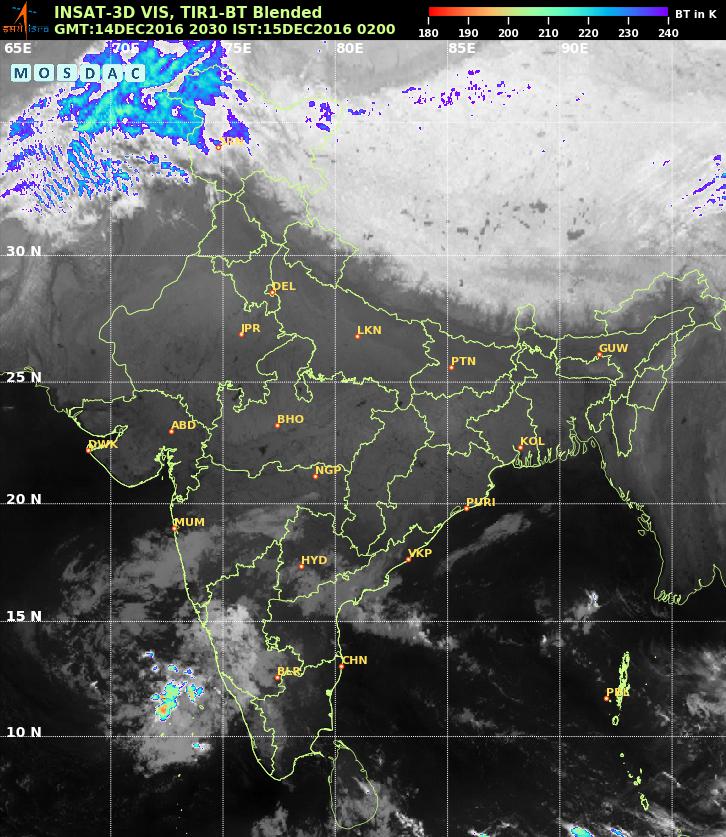 INSAT-3D VIS, TIR1-BT Blended
GMT:14DEC2016 2030 IST:15DEC2016 0200
BT in K
180 190 200 210 220 230 240
65E 70E 75E 80E 85E 90E
M O S D A C
30 N
DEL
JPR
LKN
GUW
PTN
25 N
ABD
BHO
DWK
KOL
NGP
20 N
PURI
MUM
VKP
HYD
15 N
CHN
BLR
10 N